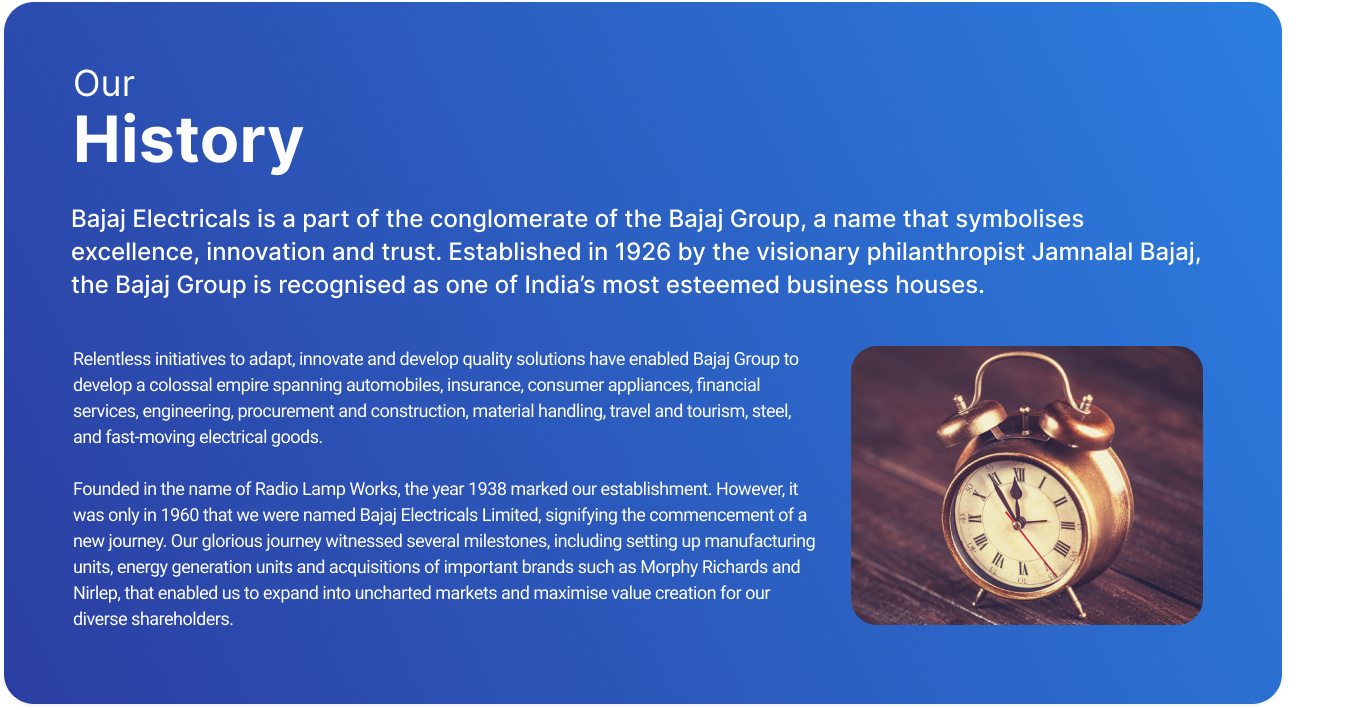 Our
History
Bajaj Electricals is a part of the conglomerate of the Bajaj Group, a name that symbolises
excellence, innovation and trust. Established in 1926 by the visionary philanthropist Jamnalal Bajaj,
the Bajaj Group is recognised as one of India’s most esteemed business houses.
Relentless initiatives to adapt, innovate and develop quality solutions have enabled Bajaj Group to
develop a colossal empire spanning automobiles, insurance, consumer appliances, financial
services, engineering, procurement and construction, material handling, travel and tourism, steel,
and fast-moving electrical goods.
Founded in the name of Radio Lamp Works, the year 1938 marked our establishment. However, it
was only in 1960 that we were named Bajaj Electricals Limited, signifying the commencement of a
new journey. Our glorious journey witnessed several milestones, including setting up manufacturing
units, energy generation units and acquisitions of important brands such as Morphy Richards and
Nirlep, that enabled us to expand into uncharted markets and maximise value creation for our
diverse shareholders.